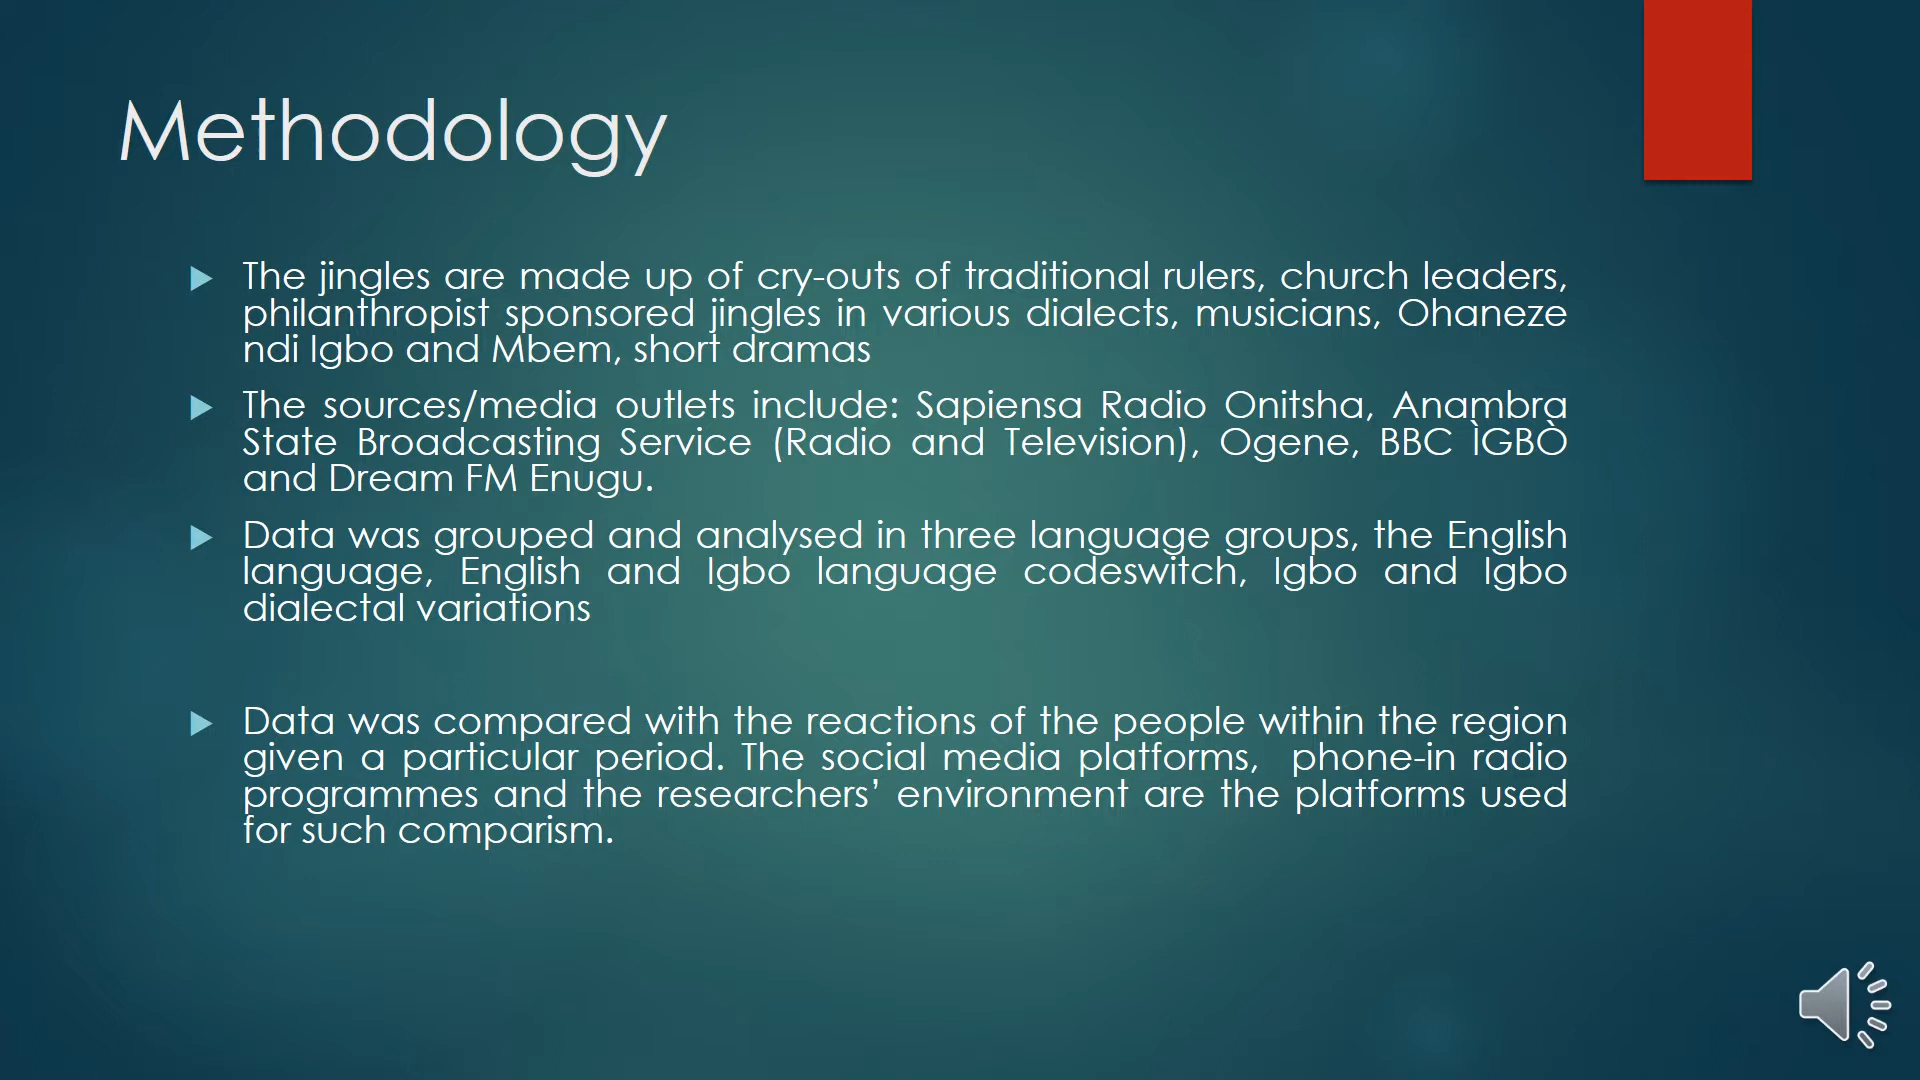 Methodology
The jingles are made up of cry-outs of traditional rulers, church leaders,
philanthropist sponsored jingles in various dialects, musicians, Ohaneze
ndi Igbo and Mbem, short dramas
The sources/media outlets include: Sapiensa Radio Onitsha, Anambra
State Broadcasting Service (Radio and Television), Ogene, BBC ÌGBÒ
and Dream FM Enugu.
Data was grouped and analysed in three language groups, the English
language, English and Igbo language codeswitch, Igbo and Igbo
dialectal variations
Data was compared with the reactions of the people within the region
given a particular period. The social media platforms,  phone-in radio
programmes and the researchers’ environment are the platforms used
for such comparism.